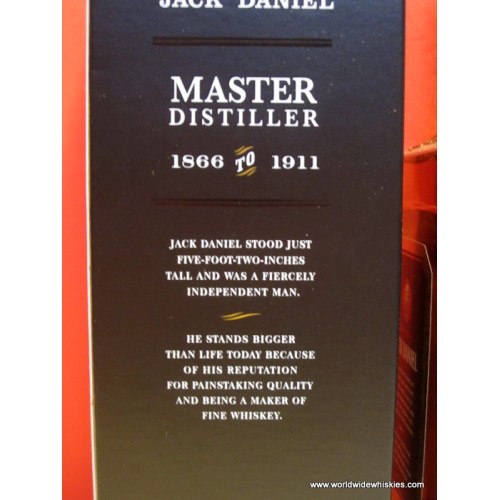 JACK DANIEL
MASTER
DISTILLER
1866 TO 1911
JACK DANIEL STOOD JUST
FIVE-FOOT-TWO-INCHES
TALL AND WAS A FIERCELY
INDEPENDENT MAN.
HE STANDS BIGGER
THAN LIFE TODAY BECAUSE
OF HIS REPUTATION
FOR PAINSTAKING QUALITY
AND BEING A MAKER OF
FINE WHISKEY.
www.worldwidewhiskies.com